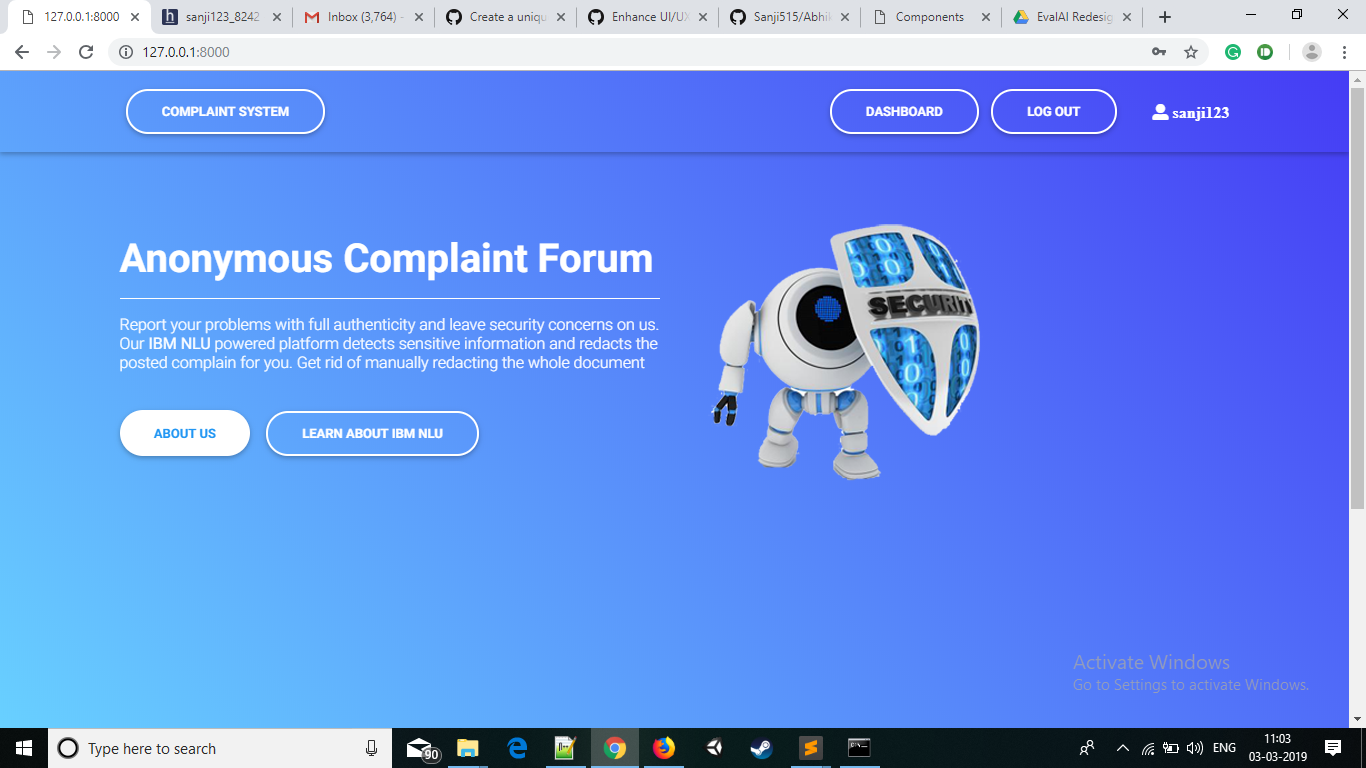 127.0.0.1:8000
sanji123_8242
Inbox (3,764) -
Create a uniqu
Enhance UI/UX
Sanji515/Abhi
Components
EvalAI Redesig
127.0.0.1:8000
COMPLAINT SYSTEM
DASHBOARD
LOG OUT
sanji123
Anonymous Complaint Forum
Report your problems with full authenticity and leave security concerns on us.
Our IBM NLU powered platform detects sensitive information and redacts the
posted complain for you. Get rid of manually redacting the whole document
ABOUT US
LEARN ABOUT IBM NLU
SECURITY
Activate Windows
Go to Settings to activate Windows.
Type here to search
90
ENG
11:03
03-03-2019